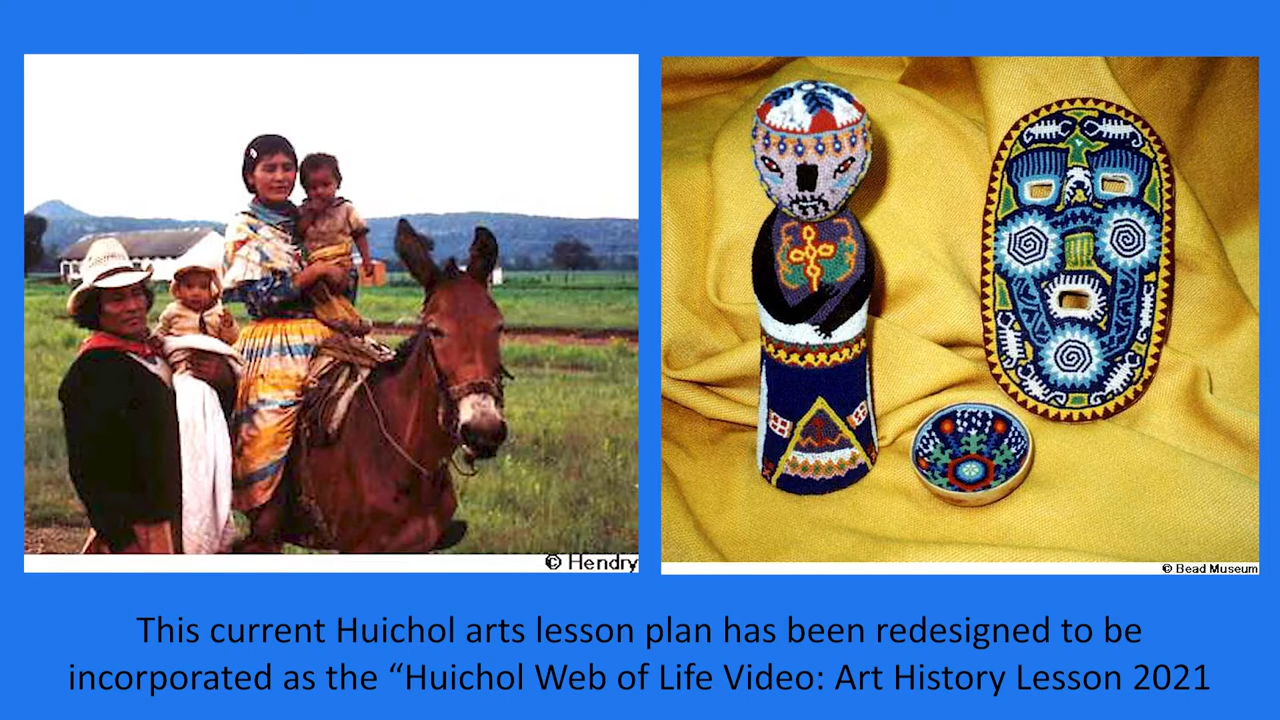 © Hendry
© Bead Museum
This current Huichol arts lesson plan has been redesigned to be
incorporated as the “Huichol Web of Life Video: Art History Lesson 2021